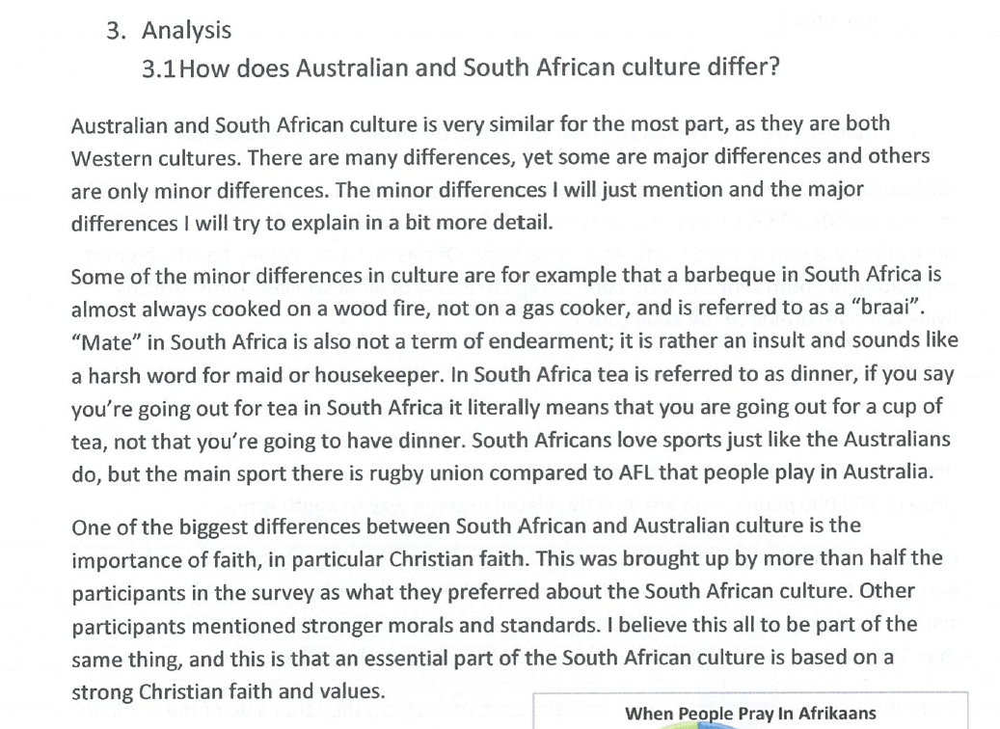 3. Analysis
3.1 How does Australian and South African culture differ?
Australian and South African culture is very similar for the most part, as they are both
Western cultures. There are many differences, yet some are major differences and others
are only minor differences. The minor differences I will just mention and the major
differences I will try to explain in a bit more detail.
Some of the minor differences in culture are for example that a barbeque in South Africa is
almost always cooked on a wood fire, not on a gas cooker, and is referred to as a “braai”.
“Mate” in South Africa is also not a term of endearment; it is rather an insult and sounds like
a harsh word for maid or housekeeper. In South Africa tea is referred to as dinner, if you say
you’re going out for tea in South Africa it literally means that you are going out for a cup of
tea, not that you’re going to have dinner. South Africans love sports just like the Australians
do, but the main sport there is rugby union compared to AFL that people play in Australia.
One of the biggest differences between South African and Australian culture is the
importance of faith, in particular Christian faith. This was brought up by more than half the
participants in the survey as what they preferred about the South African culture. Other
participants mentioned stronger morals and standards. I believe this all to be part of the
same thing, and this is that an essential part of the South African culture is based on a
strong Christian faith and values.
When People Pray In Afrikaans